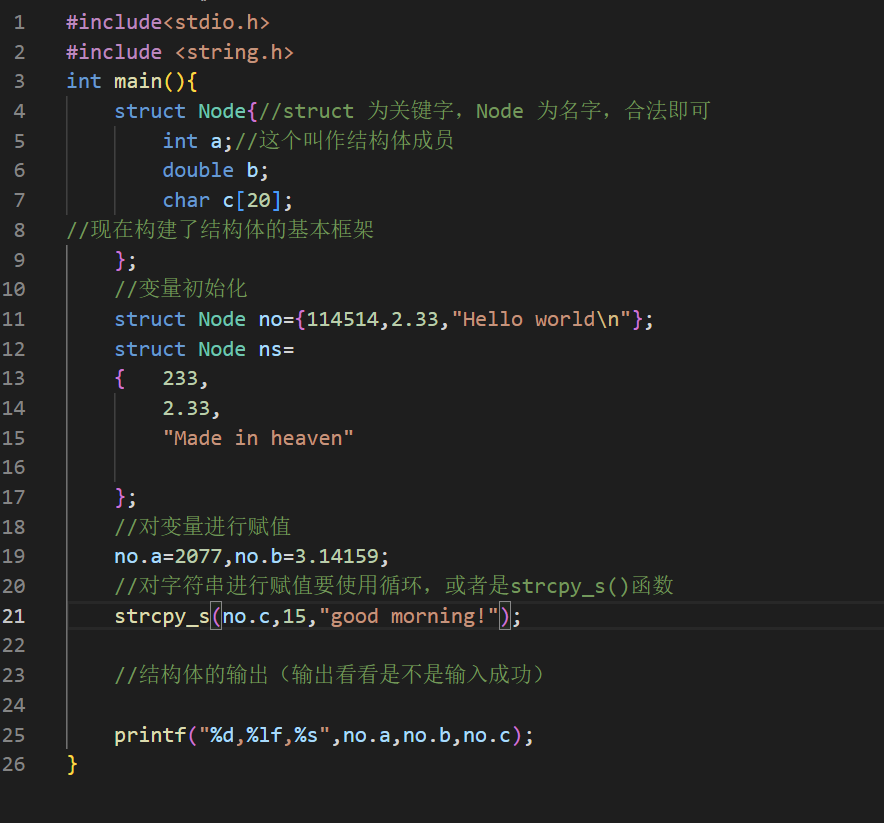 1 #include<stdio.h>
2 #include <string.h>
3 int main(){
4     struct Node{//struct 为关键字，Node 为名字，合法即可
5         int a;//这个叫作结构体成员
6         double b;
7         char c[20];
8 //现在构建了结构体的基本框架
9     };
10     //变量初始化
11     struct Node no={114514,2.33,"Hello world\n"};
12     struct Node ns=
13     {   233,
14         2.33,
15         "Made in heaven"
16
17     };
18     //对变量进行赋值
19     no.a=2077,no.b=3.14159;
20     //对字符串进行赋值要使用循环，或者是strcpy_s()函数
21     strcpy_s(no.c,15,"good morning!");
22
23     //结构体的输出（输出看看是不是输入成功）
24
25     printf("%d,%lf,%s",no.a,no.b,no.c);
26 }